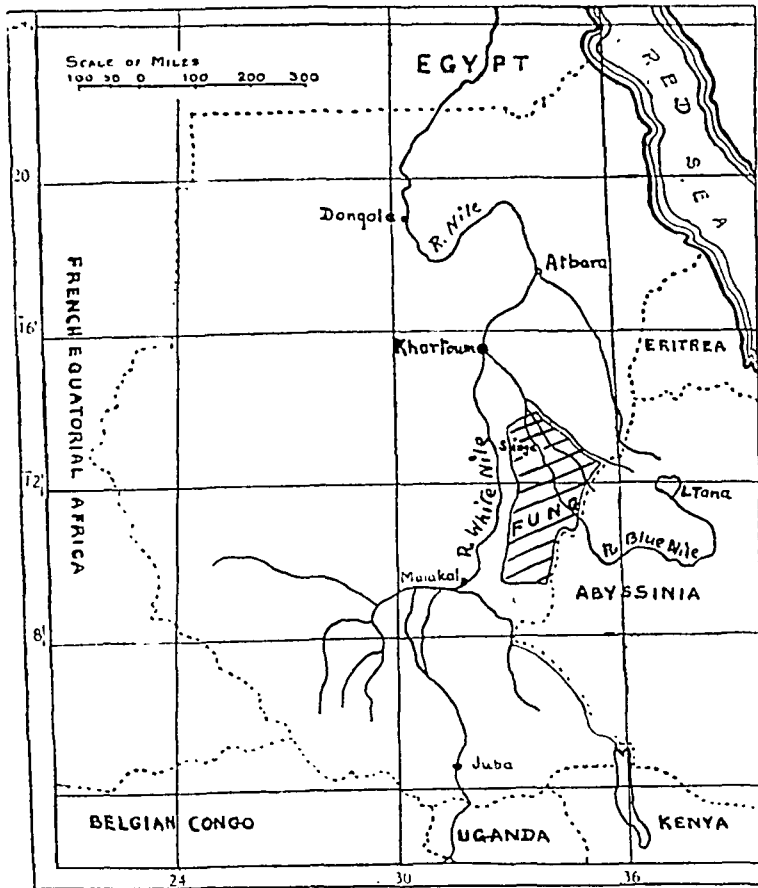 SCALE OF MILES
100 50 0 100 200 300
EGYPT
RED SEA
20
Dongola
R. Nile
Atbara
16
Khartoum
ERITREA
FRENCH EQUATORIAL AFRICA
R. White Nile
12
L. Tana
FUNG
R. Blue Nile
Malakal
ABYSSINIA
8
Juba
BELGIAN CONGO
UGANDA
KENYA
24
30
36